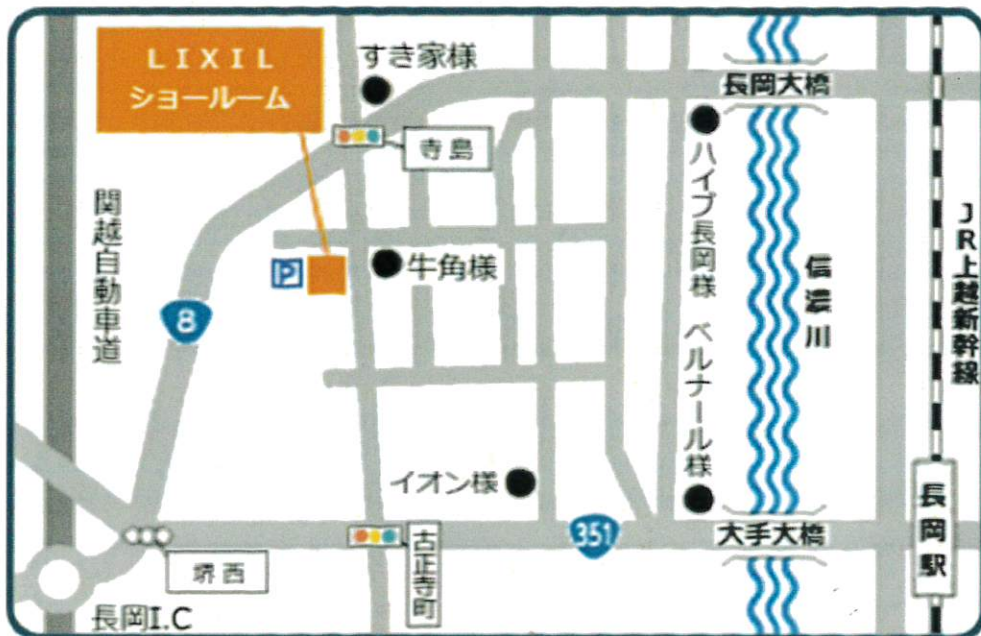 LIXIL
ショールーム
すき家様
長岡大橋
寺島
関越自動車道
ハイブ長岡様
信濃川
JR上越新幹線
P
牛角様
8
ベルナール様
イオン様
351
大手大橋
長岡駅
古正寺町
堺西
長岡I.C